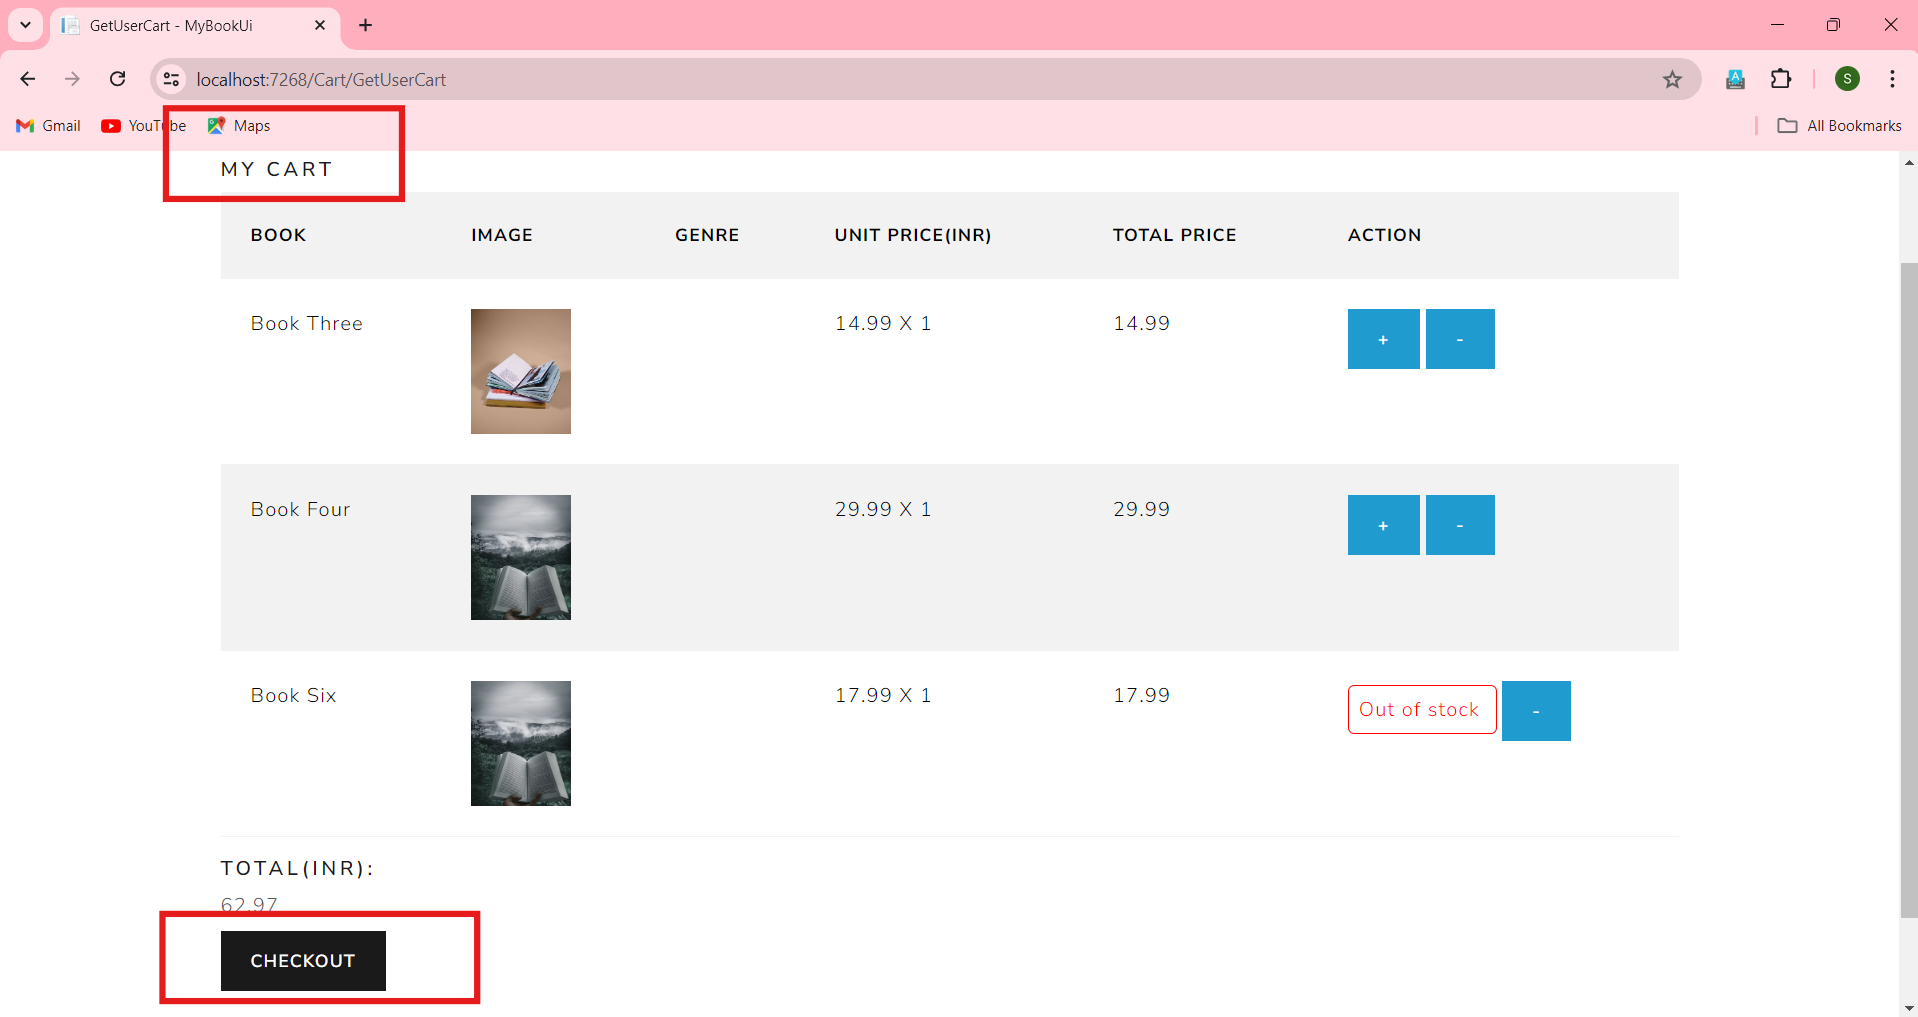 GetUserCart - MyBookUi
localhost:7268/Cart/GetUserCart
S
Gmail YouTube Maps All Bookmarks
MY CART
BOOK IMAGE GENRE UNIT PRICE(INR) TOTAL PRICE ACTION
Book Three 14.99 X 1 14.99 + -
Book Four 29.99 X 1 29.99 + -
Book Six 17.99 X 1 17.99 Out of stock -
TOTAL(INR):
62.97
CHECKOUT